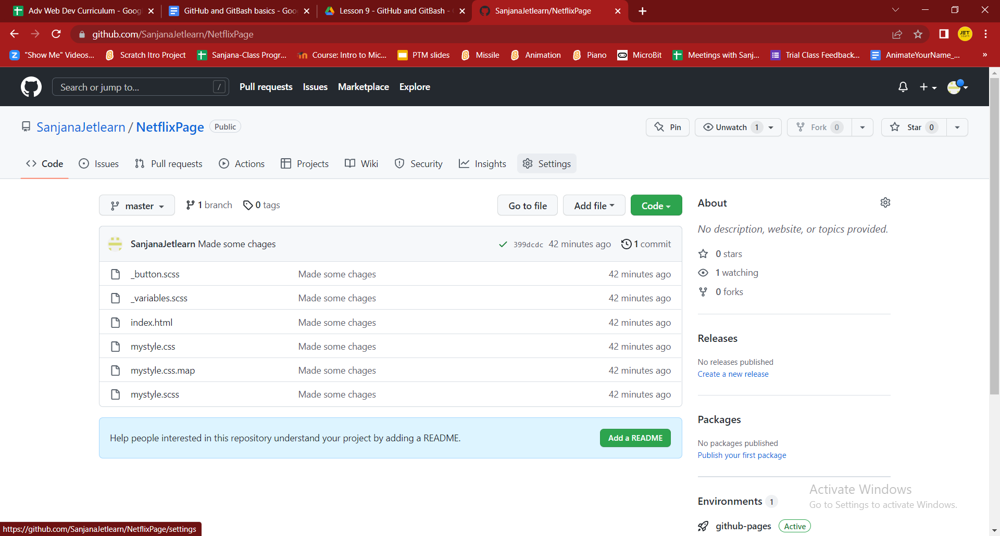 Adv Web Dev Curriculum - Goog
GitHub and GitBash basics - Goo
Lesson 9 - GitHub and GitBash -
SanjanaJetlearn/NetflixPage
github.com/SanjanaJetlearn/NetflixPage
"Show Me" Videos...
Scratch Itro Project
Sanjana-Class Progr...
Course: Intro to Mic...
PTM slides
Missile
Animation
Piano
MicroBit
Meetings with Sanj...
Trial Class Feedback...
AnimateYourName_...
»
Search or jump to... /
Pull requests Issues Marketplace Explore
SanjanaJetlearn / NetflixPage Public
Pin
Unwatch 1
Fork 0
Star 0
Code Issues Pull requests Actions Projects Wiki Security Insights Settings
master 1 branch 0 tags
Go to file Add file Code
SanjanaJetlearn Made some chages 399dcdc 42 minutes ago 1 commit
_button.scss Made some chages 42 minutes ago
_variables.scss Made some chages 42 minutes ago
index.html Made some chages 42 minutes ago
mystyle.css Made some chages 42 minutes ago
mystyle.css.map Made some chages 42 minutes ago
mystyle.scss Made some chages 42 minutes ago
Help people interested in this repository understand your project by adding a README. Add a README
About
No description, website, or topics provided.
0 stars
1 watching
0 forks
Releases
No releases published
Create a new release
Packages
No packages published
Publish your first package
Environments 1
github-pages Active
Activate Windows
Go to Settings to activate Windows.
https://github.com/SanjanaJetlearn/NetflixPage/settings